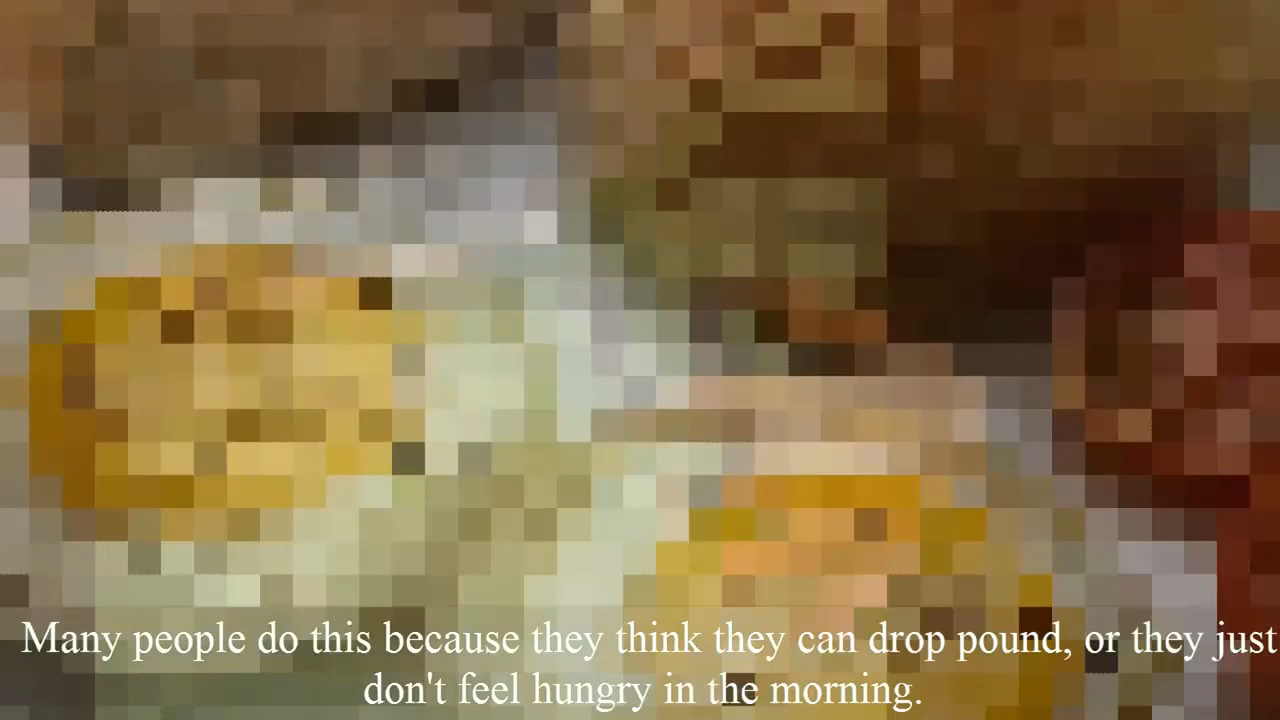 Many people do this because they think they can drop pound, or they just
don't feel hungry in the morning.